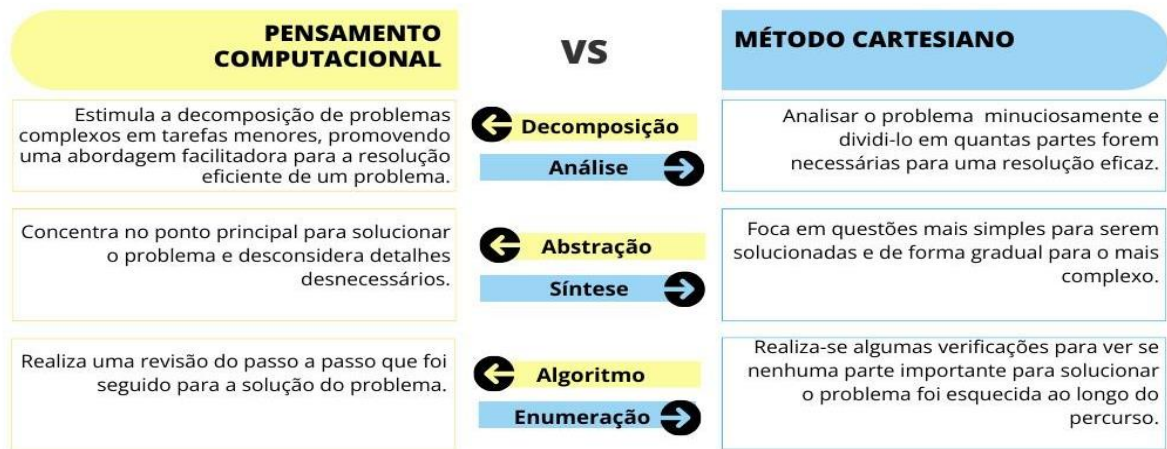 PENSAMENTO
COMPUTACIONAL
VS
MÉTODO CARTESIANO
Estimula a decomposição de problemas
complexos em tarefas menores, promovendo
uma abordagem facilitadora para a resolução
eficiente de um problema.
Decomposição
Análise
Analisar o problema minuciosamente e
dividi-lo em quantas partes forem
necessárias para uma resolução eficaz.
Concentra no ponto principal para solucionar
o problema e desconsidera detalhes
desnecessários.
Abstração
Síntese
Foca em questões mais simples para serem
solucionadas e de forma gradual para o mais
complexo.
Realiza uma revisão do passo a passo que foi
seguido para a solução do problema.
Algoritmo
Enumeração
Realiza-se algumas verificações para ver se
nenhuma parte importante para solucionar
o problema foi esquecida ao longo do
percurso.